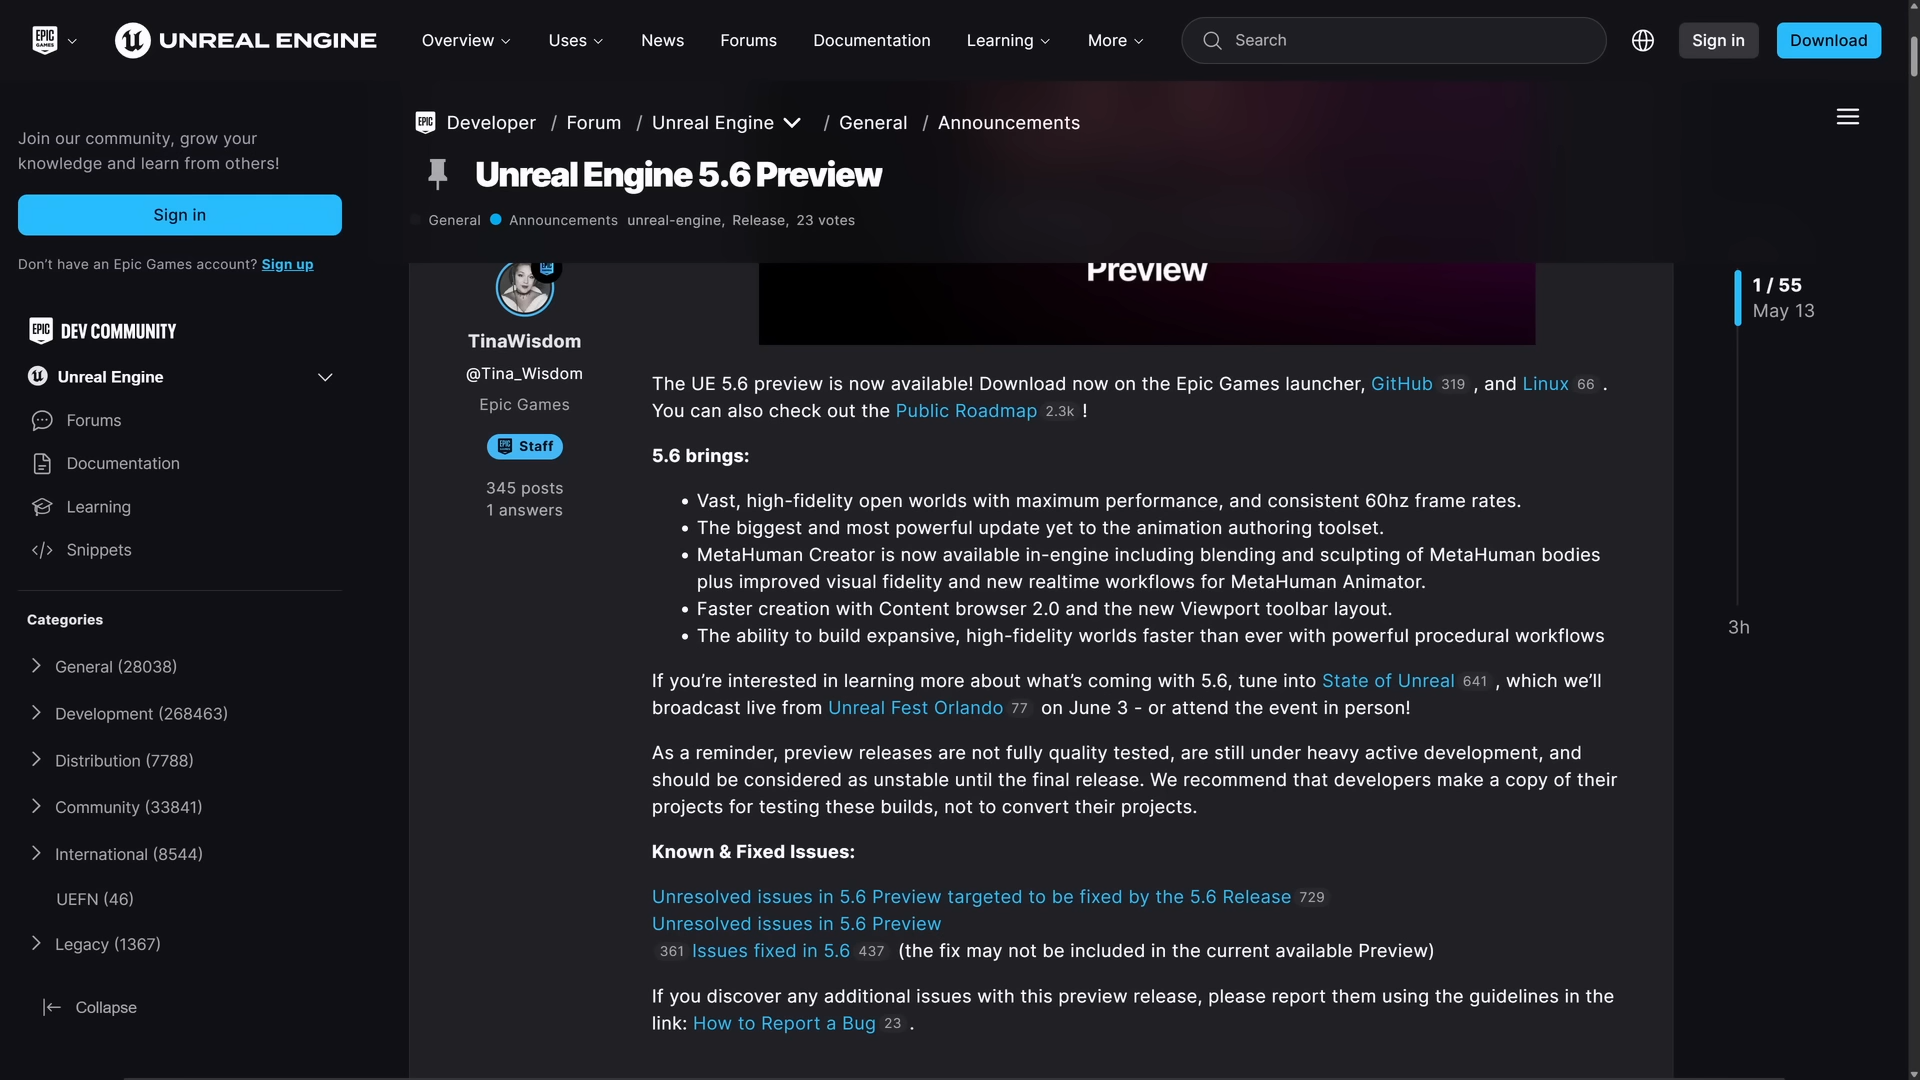 EPIC GAMES
UNREAL ENGINE
Overview
Uses
News
Forums
Documentation
Learning
More
Search
Sign in
Download
Join our community, grow your
knowledge and learn from others!
Sign in
Don’t have an Epic Games account? Sign up
EPIC DEV COMMUNITY
Unreal Engine
Forums
Documentation
Learning
Snippets
Categories
General (28038)
Development (268463)
Distribution (7788)
Community (33841)
International (8544)
UEFN (46)
Legacy (1367)
Collapse
EPIC Developer / Forum / Unreal Engine / General / Announcements
Unreal Engine 5.6 Preview
General Announcements unreal-engine, Release, 23 votes
Preview
TinaWisdom
@Tina_Wisdom
Epic Games
Staff
345 posts
1 answers
The UE 5.6 preview is now available! Download now on the Epic Games launcher, GitHub 319 , and Linux 66 .
You can also check out the Public Roadmap 2.3k !
5.6 brings:
• Vast, high-fidelity open worlds with maximum performance, and consistent 60hz frame rates.
• The biggest and most powerful update yet to the animation authoring toolset.
• MetaHuman Creator is now available in-engine including blending and sculpting of MetaHuman bodies
plus improved visual fidelity and new realtime workflows for MetaHuman Animator.
• Faster creation with Content browser 2.0 and the new Viewport toolbar layout.
• The ability to build expansive, high-fidelity worlds faster than ever with powerful procedural workflows
If you’re interested in learning more about what’s coming with 5.6, tune into State of Unreal 641 , which we’ll
broadcast live from Unreal Fest Orlando 77 on June 3 - or attend the event in person!
As a reminder, preview releases are not fully quality tested, are still under heavy active development, and
should be considered as unstable until the final release. We recommend that developers make a copy of their
projects for testing these builds, not to convert their projects.
Known & Fixed Issues:
Unresolved issues in 5.6 Preview targeted to be fixed by the 5.6 Release 729
Unresolved issues in 5.6 Preview
361 Issues fixed in 5.6 437 (the fix may not be included in the current available Preview)
If you discover any additional issues with this preview release, please report them using the guidelines in the
link: How to Report a Bug 23 .
1 / 55
May 13
3h